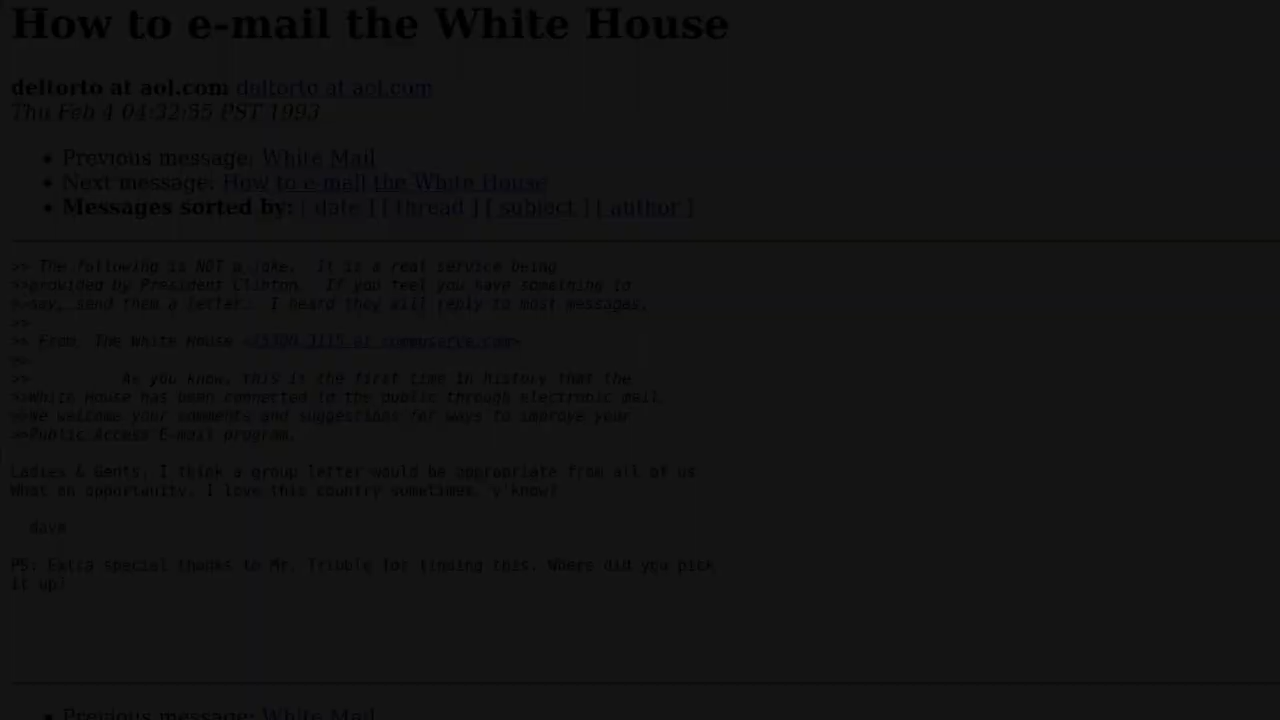 How to e-mail the White House
deltorto at aol.com deltorto at aol.com
Thu Feb 4 04:32:55 PST 1993
• Previous message: White Mail
• Next message: How to e-mail the White House
• Messages sorted by: [ date ] [ thread ] [ subject ] [ author ]
>> The following is NOT a joke. It is a real service being
>>provided by President Clinton. If you feel you have something to
>>say, send them a letter. I heard they will reply to most messages.
>>
>> From: The White House at compuserve.com>
>>
>> As you know, this is the first time in history that the
>>White House has been connected to the public through electronic mail.
>>We welcome your comments and suggestions for ways to improve your
>>Public Access E-mail program.
Ladies & Gents, I think a group letter would be appropriate from all of us.
What an opportunity. I love this country sometimes, y'know?
dave
PS: Extra special thanks to Mr. Tribble for finding this. Where did you pick
it up?
• Previous message: White Mail